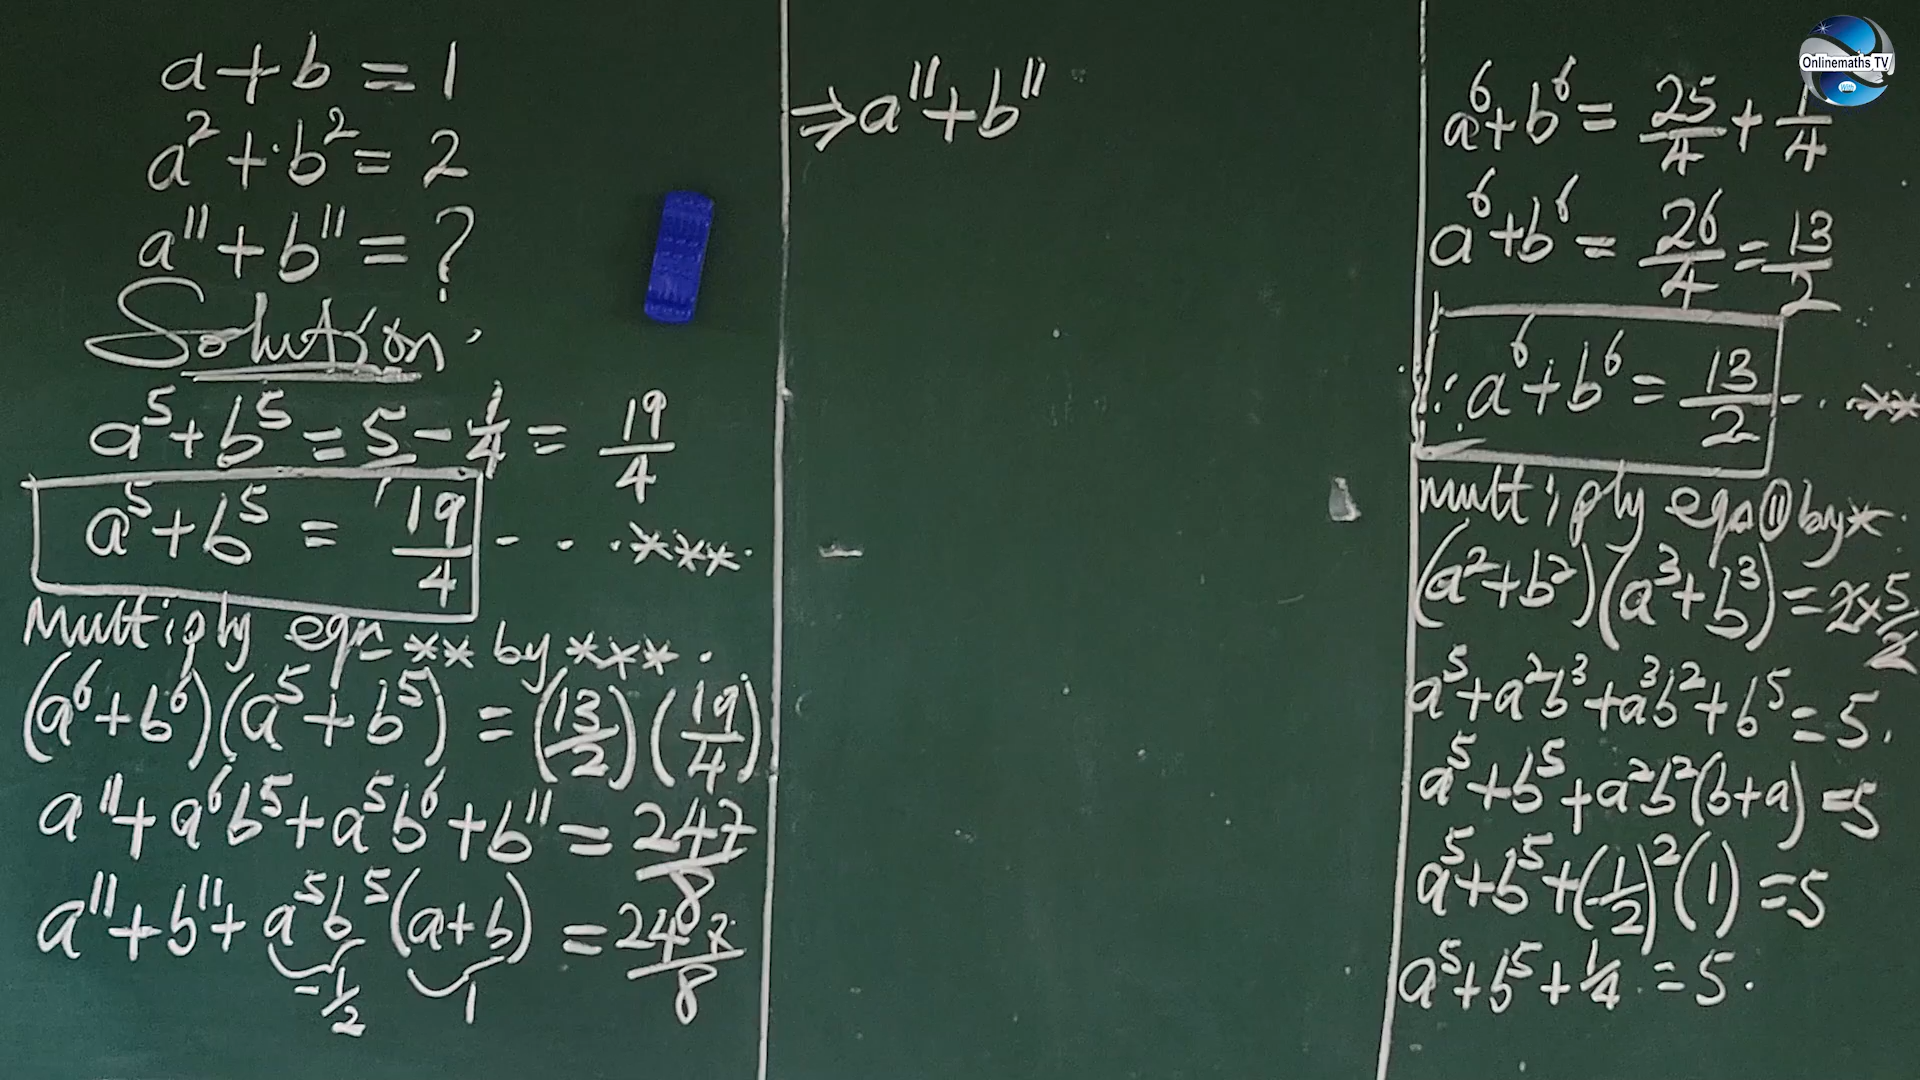 a+b=1
a²+b²=2
a¹¹+b¹¹=?
Solution.
a⁵+b⁵=5-1/4=19/4
a⁵+b⁵ = 19/4 - . . .***.
Multiply eqn ** by ***.
(a⁶+b⁶)(a⁵+b⁵) = (13/2)(19/4)
a¹¹+a⁶b⁵+a⁵b⁶+b¹¹=247/8
a¹¹+b¹¹+a⁵b⁵(a+b) =247/8
-1/2 1
⇒a¹¹+b¹¹
Onlinemaths TV
a⁶+b⁶= 25/4+1/4
a⁶+b⁶= 26/4=13/2
∴a⁶+b⁶= 13/2 - . . **
Multiply eqn ⑪ by *.
(a²+b²)(a³+b³)=2×5/2
a⁵+a²b³+a³b²+b⁵=5.
a⁵+b⁵+a²b²(b+a)=5
a⁵+b⁵+(-1/2)²(1)=5
a⁵+b⁵+1/4=5.